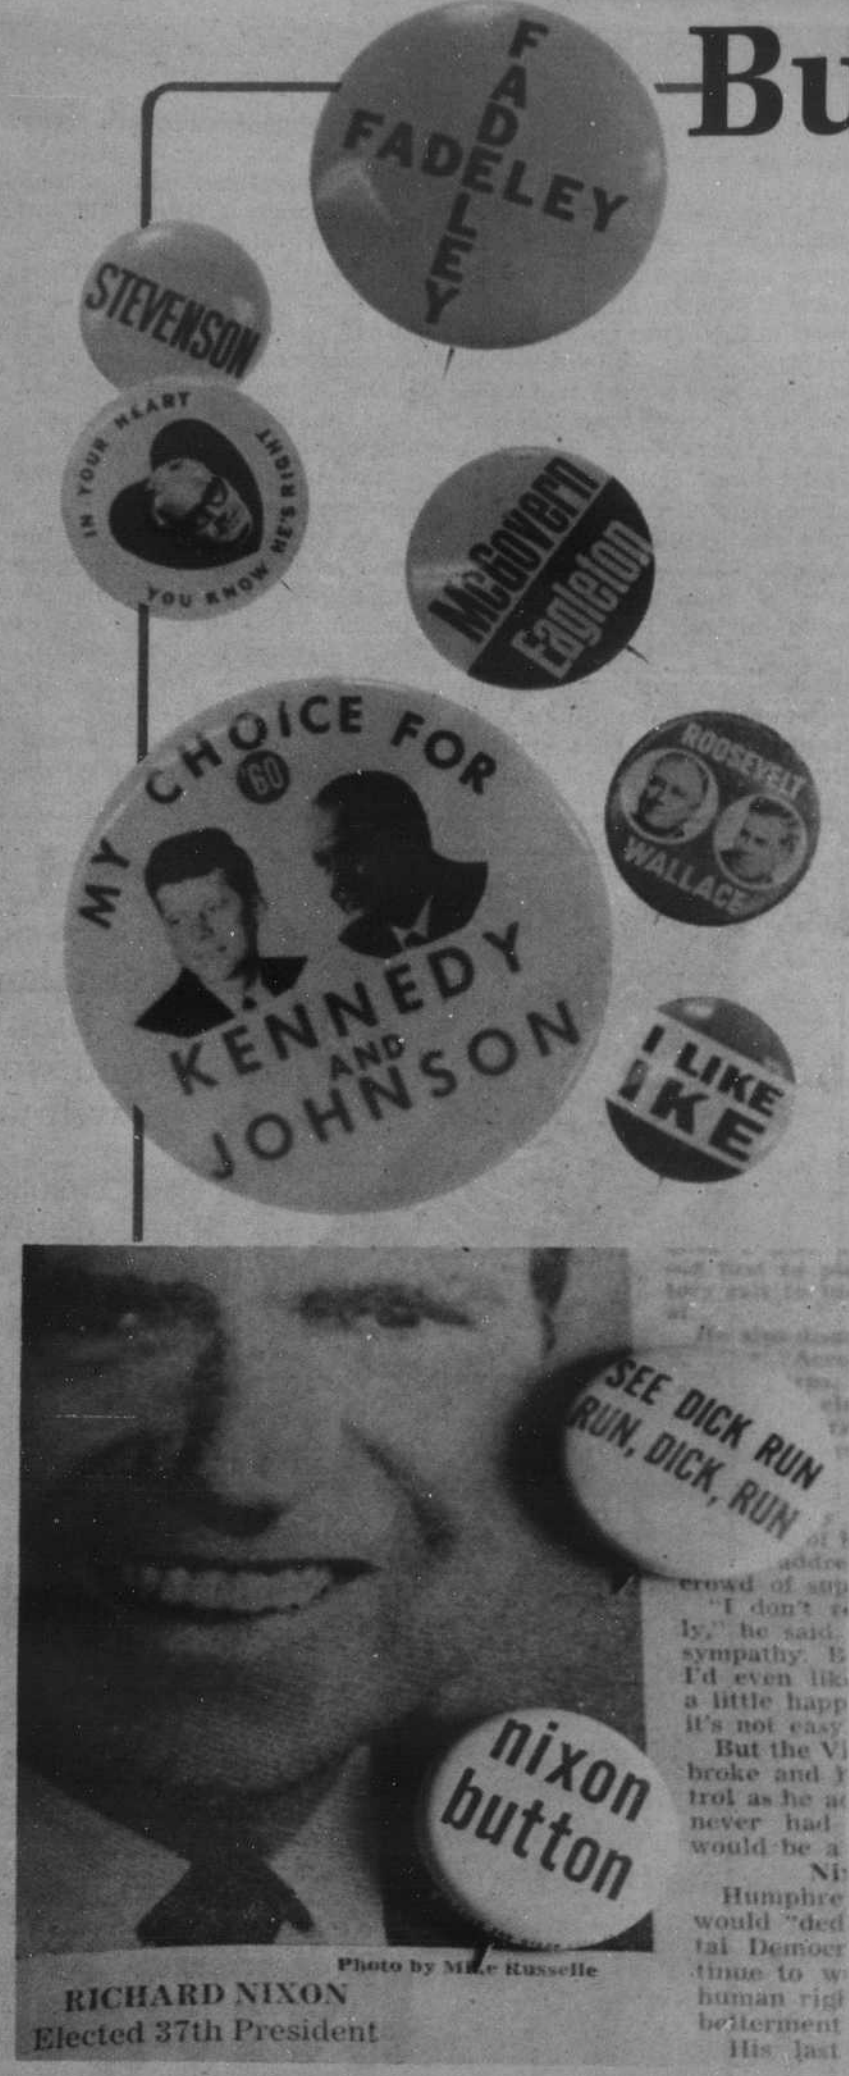 Bu
FADELEY
FADELEY
STEVENSON
IN YOUR HEART
YOU KNOW HE'S RIGHT
McGovern
Eagleton
MY CHOICE FOR
'60
KENNEDY
AND
JOHNSON
ROOSEVELT
WALLACE
I LIKE
IKE
SEE DICK RUN
RUN, DICK, RUN
nixon
button
addre
crowd of sup
"I don't
ly," he said.
sympathy. B
I'd even lik
a little happ
it's not easy
But the Vi
broke and
trol as he
never had
would be a
Ni
Humphre
would "ded
tal Democr
tinue to w
human rig
betterment
His last
Photo by Mike Russelle
RICHARD NIXON
Elected 37th President